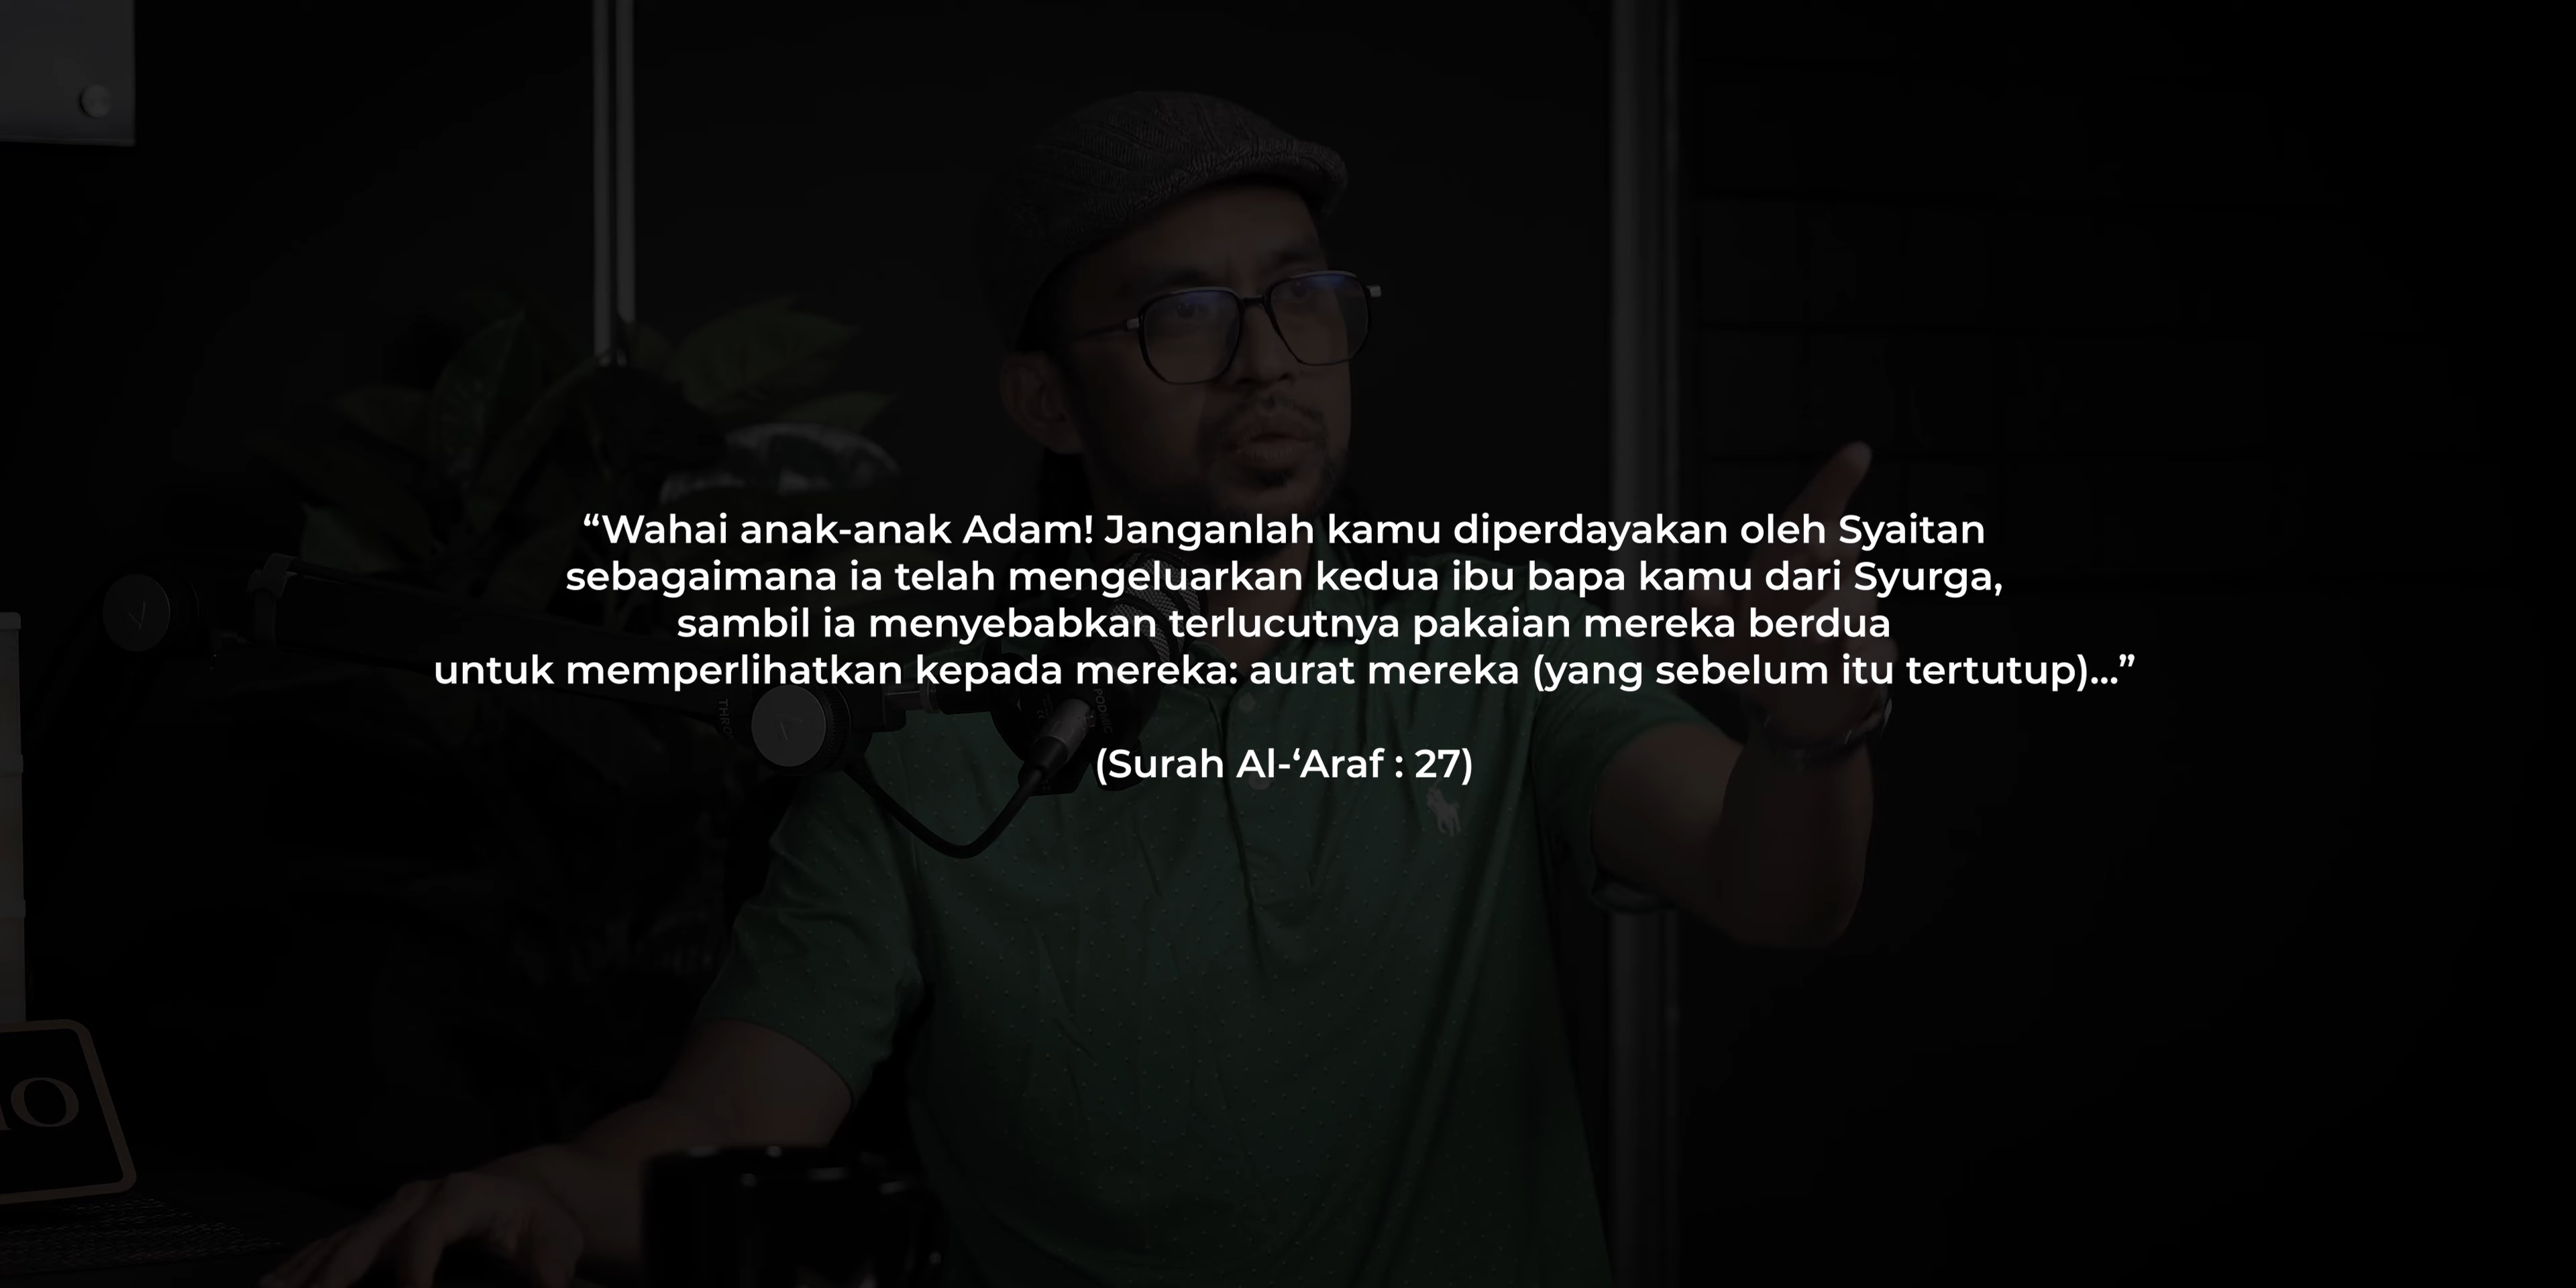 “Wahai anak-anak Adam! Janganlah kamu diperdayakan oleh Syaitan
sebagaimana ia telah mengeluarkan kedua ibu bapa kamu dari Syurga,
sambil ia menyebabkan terlucutnya pakaian mereka berdua
untuk memperlihatkan kepada mereka: aurat mereka (yang sebelum itu tertutup)...”
(Surah Al-‘Araf : 27)
PODMIC